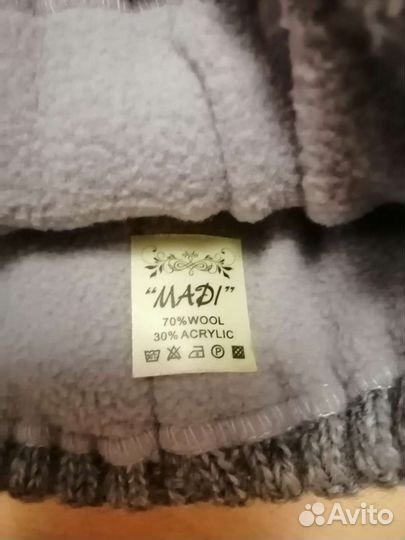 "MADI"
70% WOOL
30% ACRYLIC
P
Avito